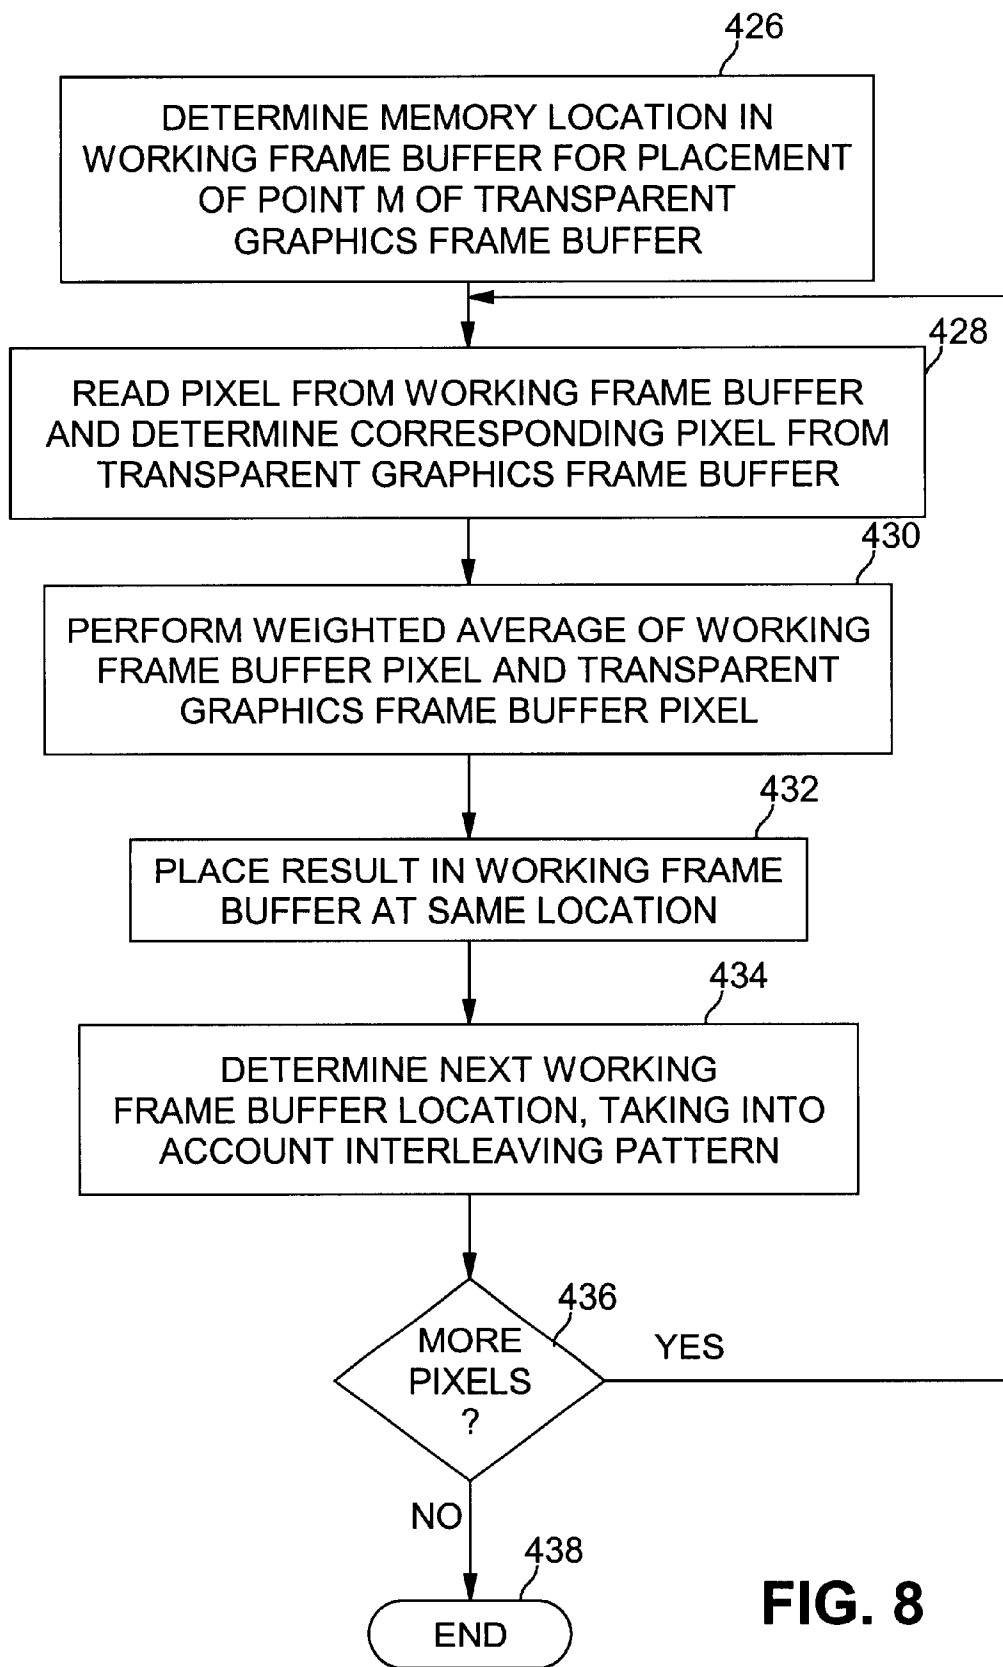 426
DETERMINE MEMORY LOCATION IN
WORKING FRAME BUFFER FOR PLACEMENT
OF POINT M OF TRANSPARENT
GRAPHICS FRAME BUFFER
428
READ PIXEL FROM WORKING FRAME BUFFER
AND DETERMINE CORRESPONDING PIXEL FROM
TRANSPARENT GRAPHICS FRAME BUFFER
430
PERFORM WEIGHTED AVERAGE OF WORKING
FRAME BUFFER PIXEL AND TRANSPARENT
GRAPHICS FRAME BUFFER PIXEL
432
PLACE RESULT IN WORKING FRAME
BUFFER AT SAME LOCATION
434
DETERMINE NEXT WORKING
FRAME BUFFER LOCATION, TAKING INTO
ACCOUNT INTERLEAVING PATTERN
436
MORE
PIXELS
?
YES
NO
438
END
FIG. 8